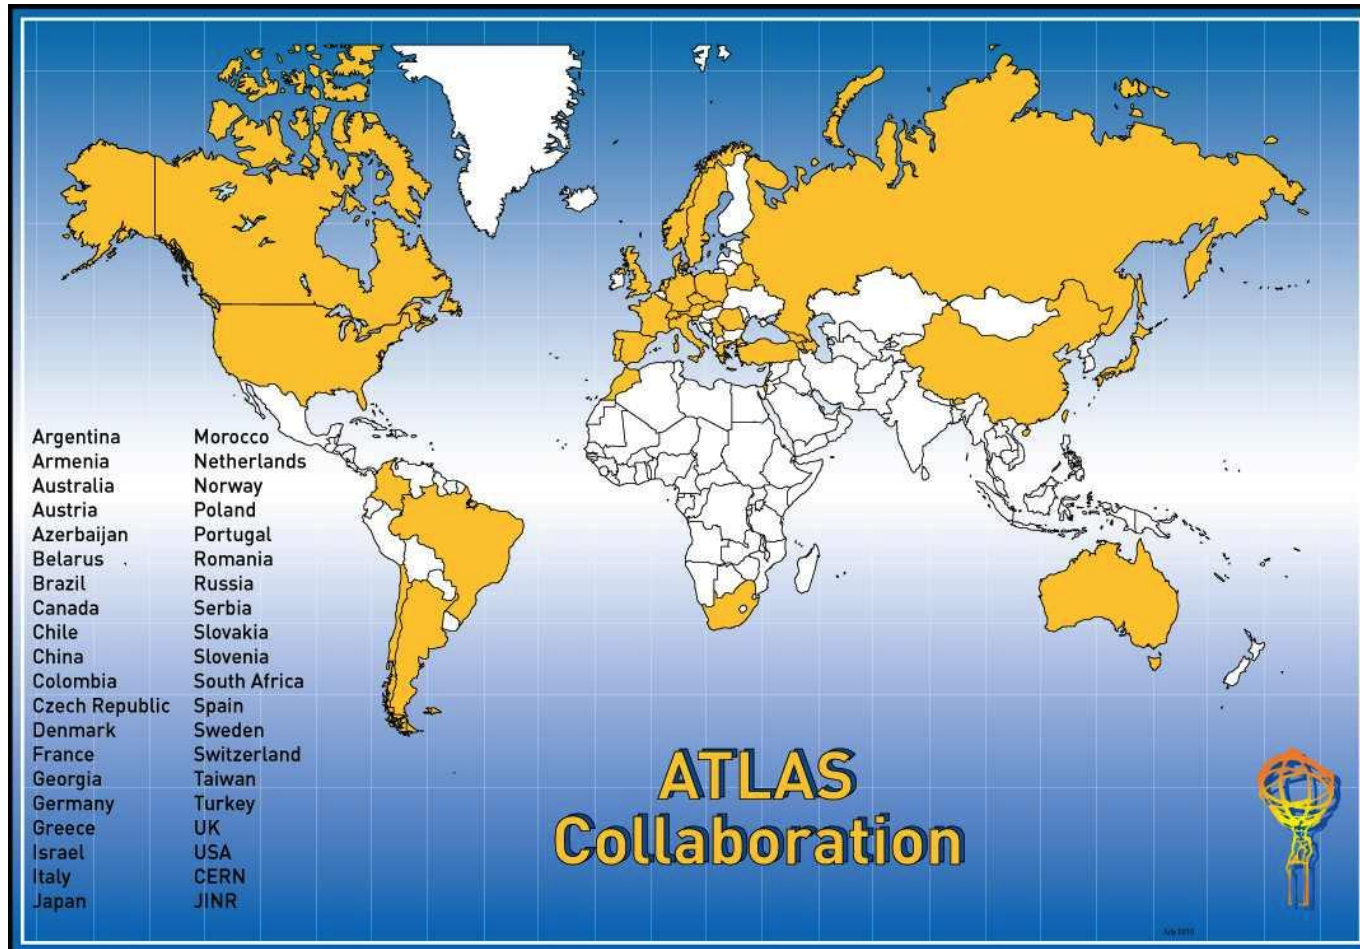 Argentina
Armenia
Australia
Austria
Azerbaijan
Belarus .
Brazil
Canada
Chile
China
Colombia
Czech Republic
Denmark
France
Georgia
Germany
Greece
Israel
Italy
Japan
Morocco
Netherlands
Norway
Poland
Portugal
Romania
Russia
Serbia
Slovakia
Slovenia
South Africa
Spain
Sweden
Switzerland
Taiwan
Turkey
UK
USA
CERN
JINR
ATLAS
Collaboration